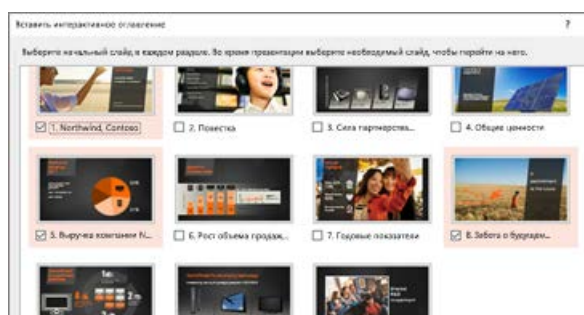 Вставить интерактивное оглавление ?
Выберите начальный слайд в каждом разделе. Во время презентации выберите необходимый слайд, чтобы перейти на него.
1. Northwind, Contoso
2. Повестка
3. Сила партнерства...
4. Общие ценности
5. Выручка компании N...
6. Рост объема продаж,...
7. Годовые показатели
8. Забота о будущем...